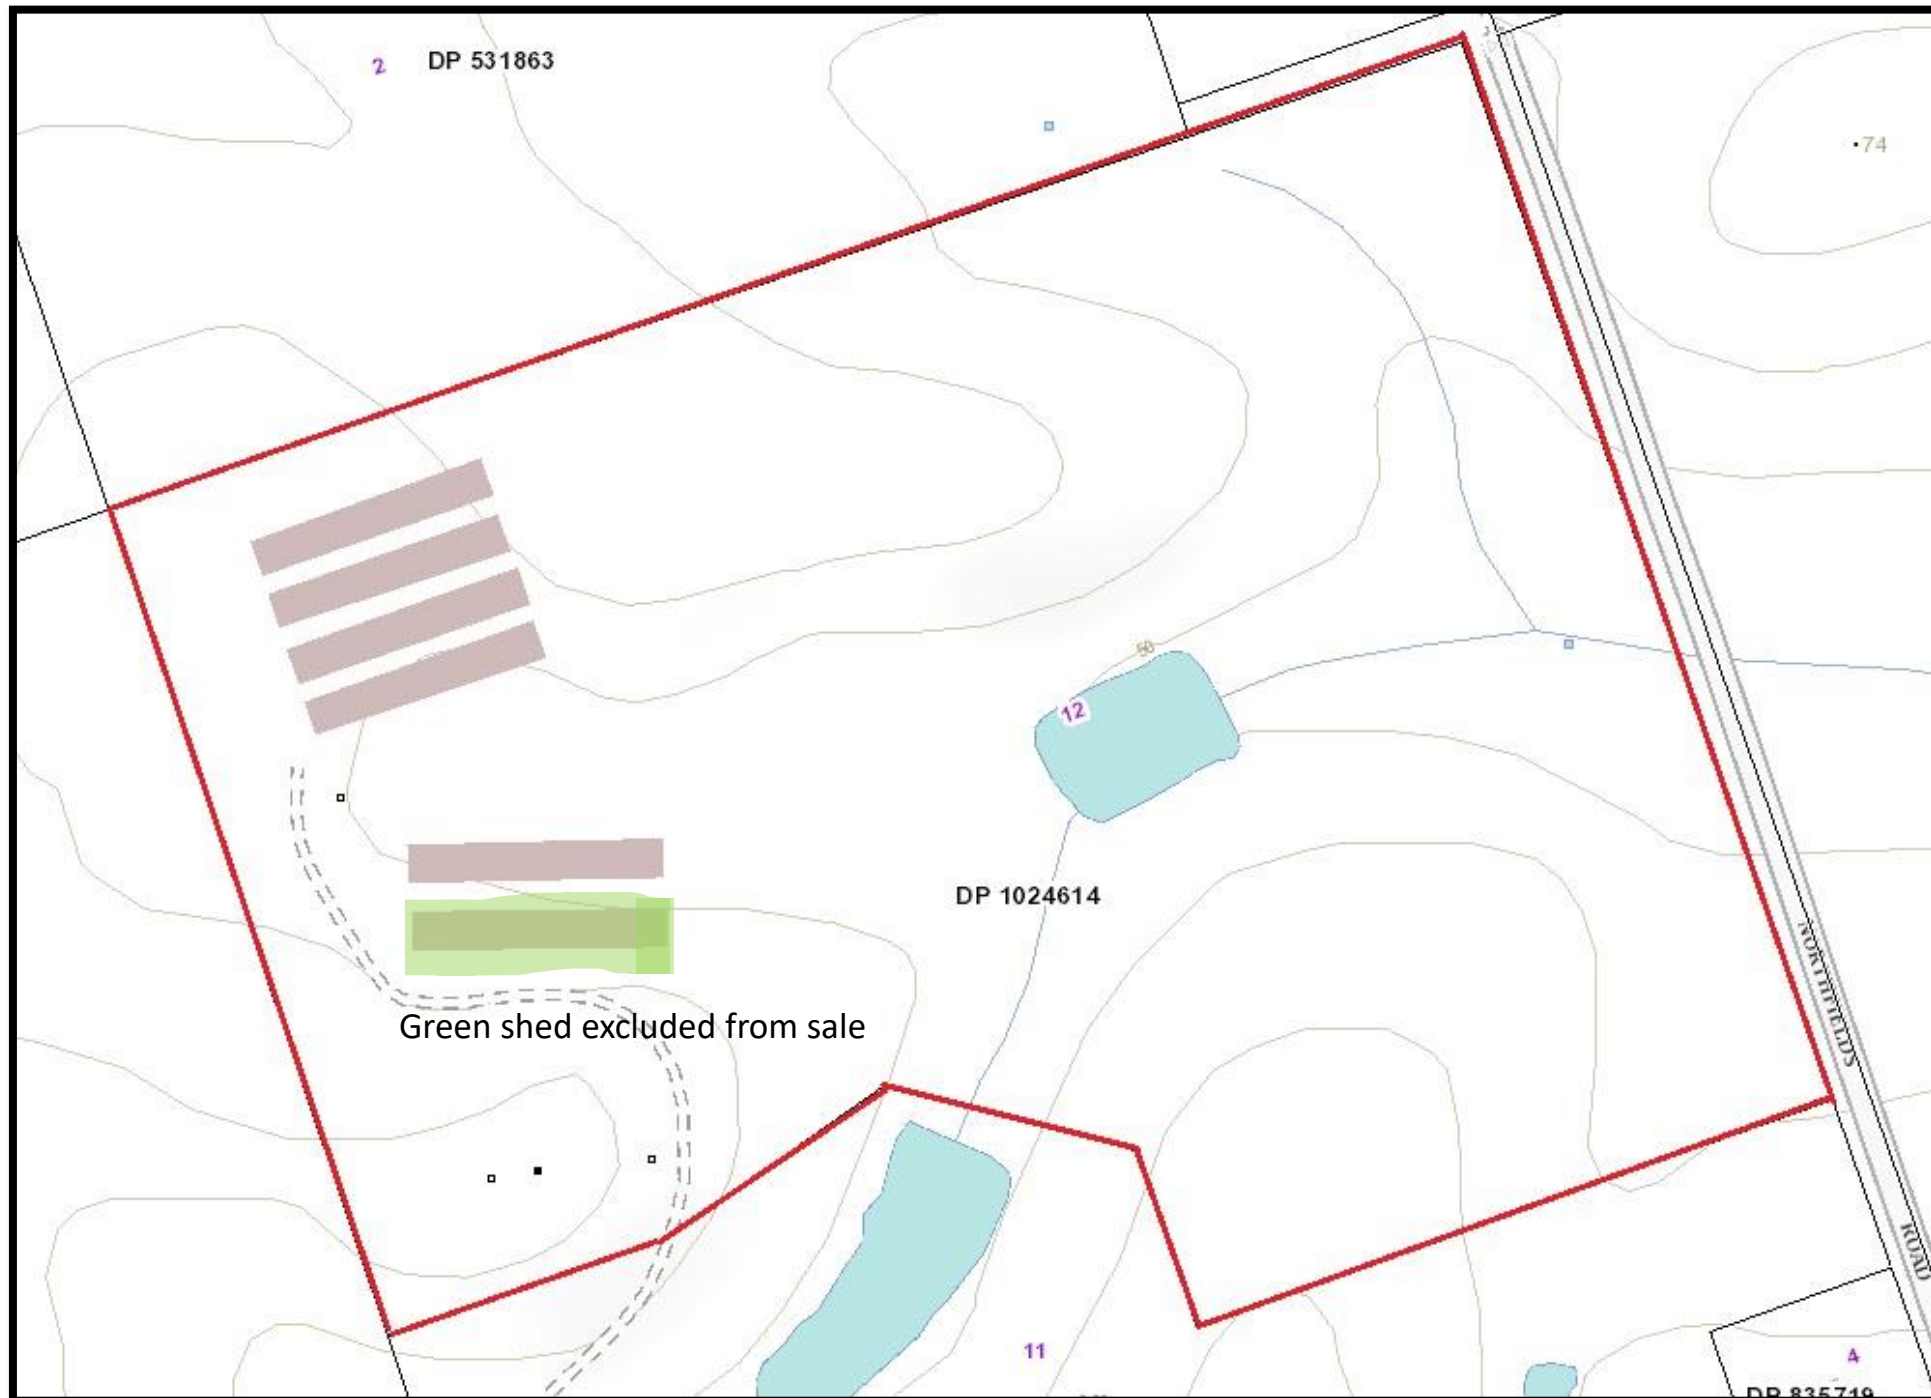 2 DP 531863
74
50
12
DP 1024614
NORTHFIELDS
Green shed excluded from sale
ROAD
11
4
DP 835719